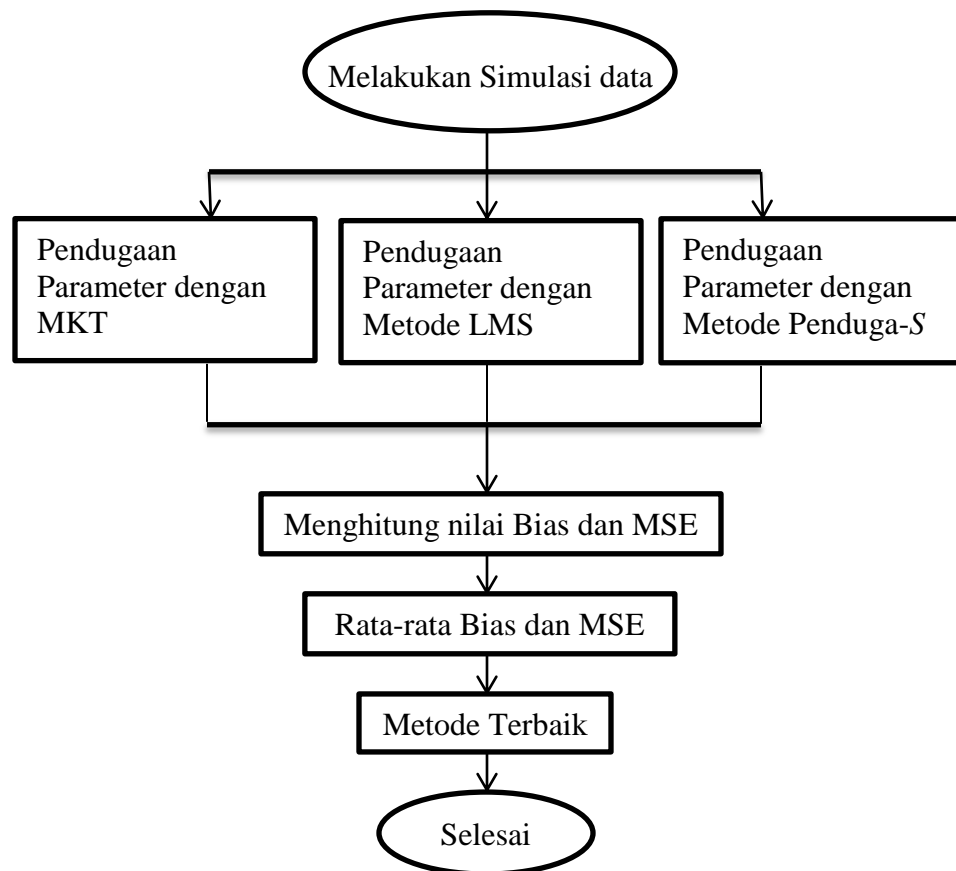 Melakukan Simulasi data
Pendugaan
Parameter dengan
MKT
Pendugaan
Parameter dengan
Metode LMS
Pendugaan
Parameter dengan
Metode Penduga-S
Menghitung nilai Bias dan MSE
Rata-rata Bias dan MSE
Metode Terbaik
Selesai